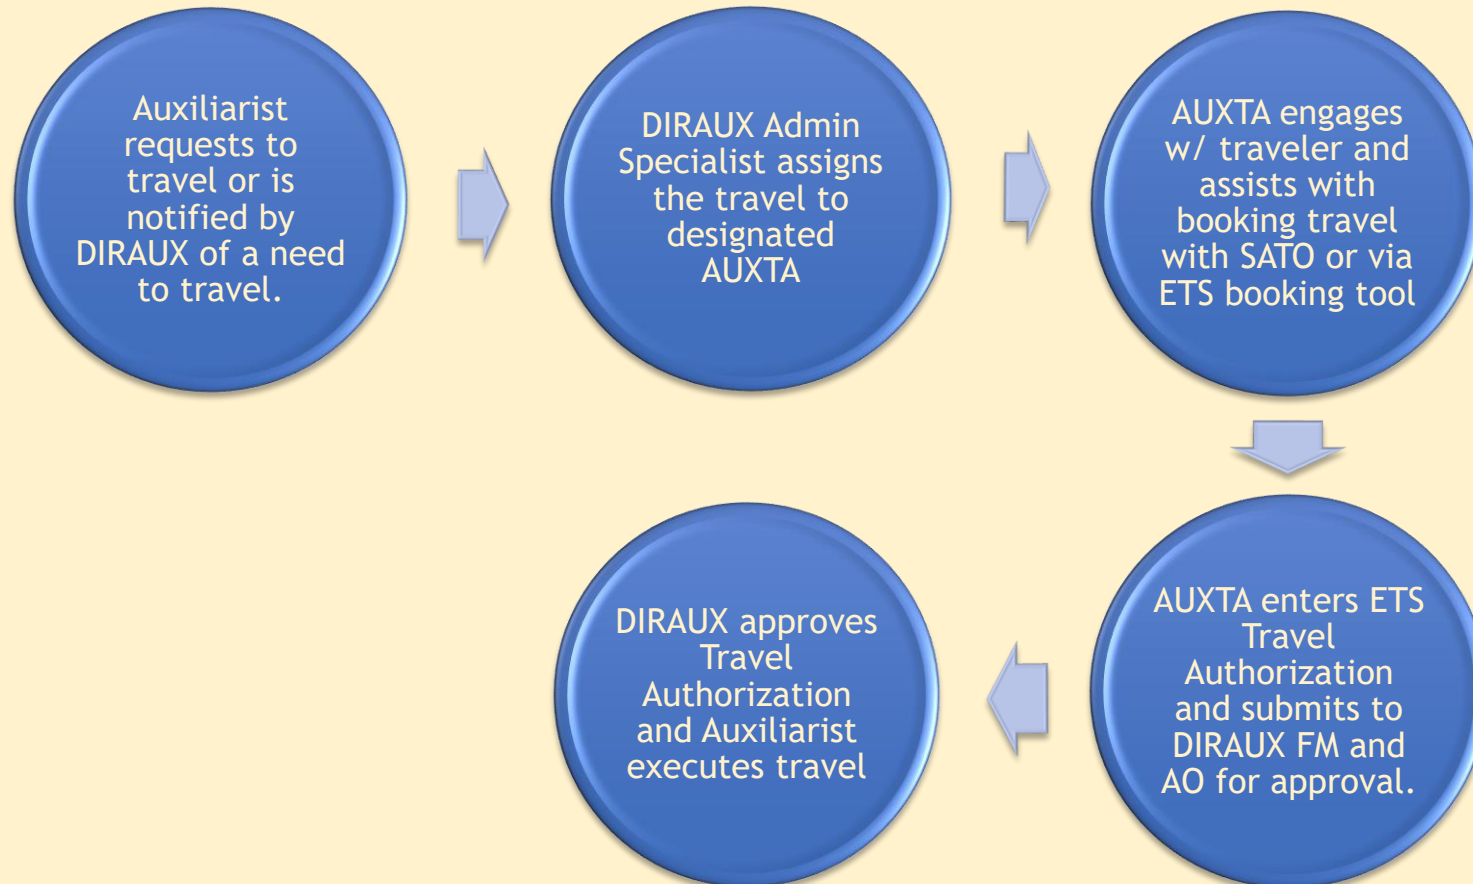 Auxiliarist
requests to
travel or is
notified by
DIRAUX of a need
to travel.
DIRAUX Admin
Specialist assigns
the travel to
designated
AUXTA
AUXTA engages
w/ traveler and
assists with
booking travel
with SATO or via
ETS booking tool
AUXTA enters ETS
Travel
Authorization
and submits to
DIRAUX FM and
AO for approval.
DIRAUX approves
Travel
Authorization
and Auxiliarist
executes travel